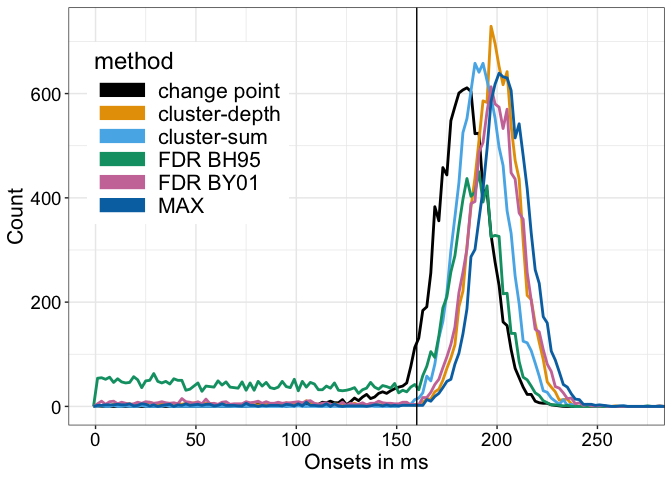 method
change point
cluster-depth
cluster-sum
FDR BH95
FDR BY01
MAX
Count
600
400
200
0
0 50 100 150 200 250
Onsets in ms